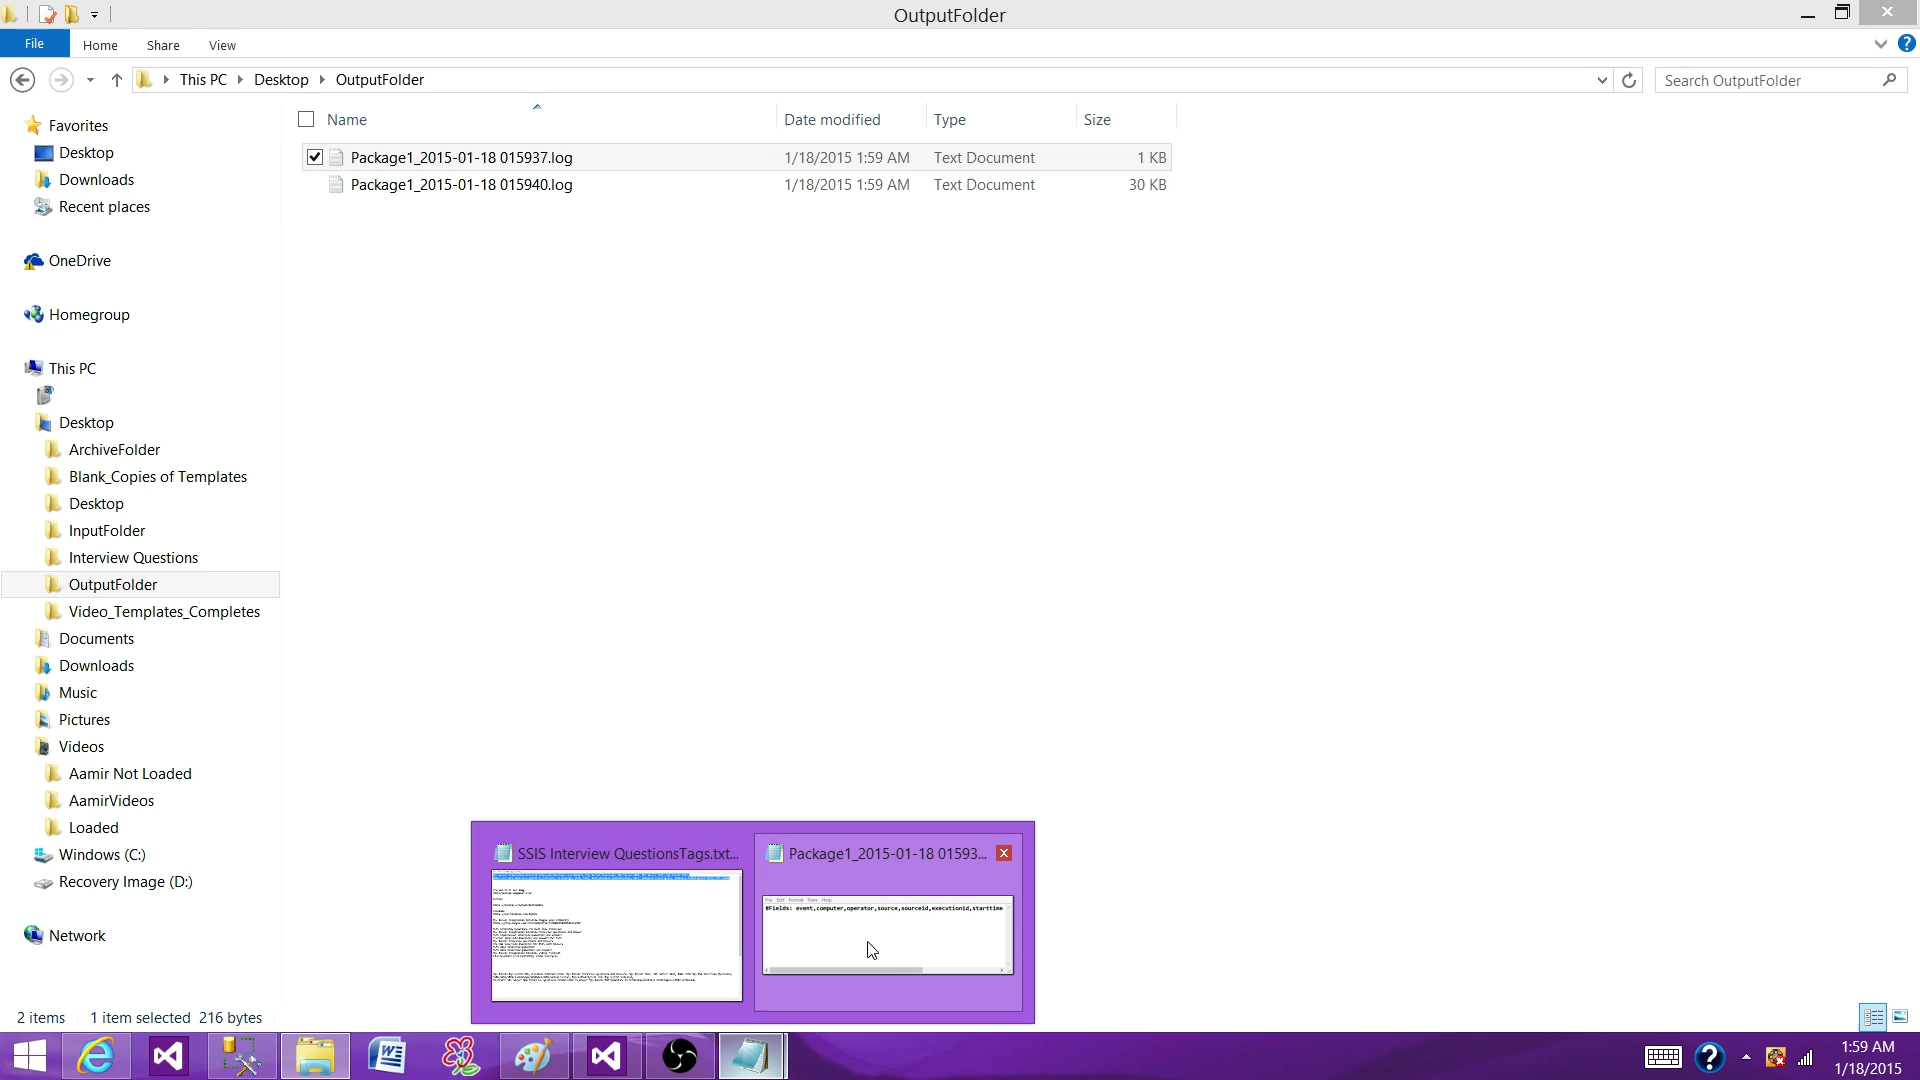 OutputFolder
File Home Share View
This PC Desktop OutputFolder
Search OutputFolder
Name Date modified Type Size
Package1_2015-01-18 015937.log 1/18/2015 1:59 AM Text Document 1 KB
Package1_2015-01-18 015940.log 1/18/2015 1:59 AM Text Document 30 KB
Favorites
Desktop
Downloads
Recent places
OneDrive
Homegroup
This PC
Desktop
ArchiveFolder
Blank_Copies of Templates
Desktop
InputFolder
Interview Questions
OutputFolder
Video_Templates_Completes
Documents
Downloads
Music
Pictures
Videos
Aamir Not Loaded
AamirVideos
Loaded
Windows (C:)
Recovery Image (D:)
Network
SSIS Interview QuestionsTags.txt...
Package1_2015-01-18 01593...
File Edit Format View Help
#Fields: event,computer,operator,source,sourceid,executionid,starttime
2 items 1 item selected 216 bytes
1:59 AM
1/18/2015